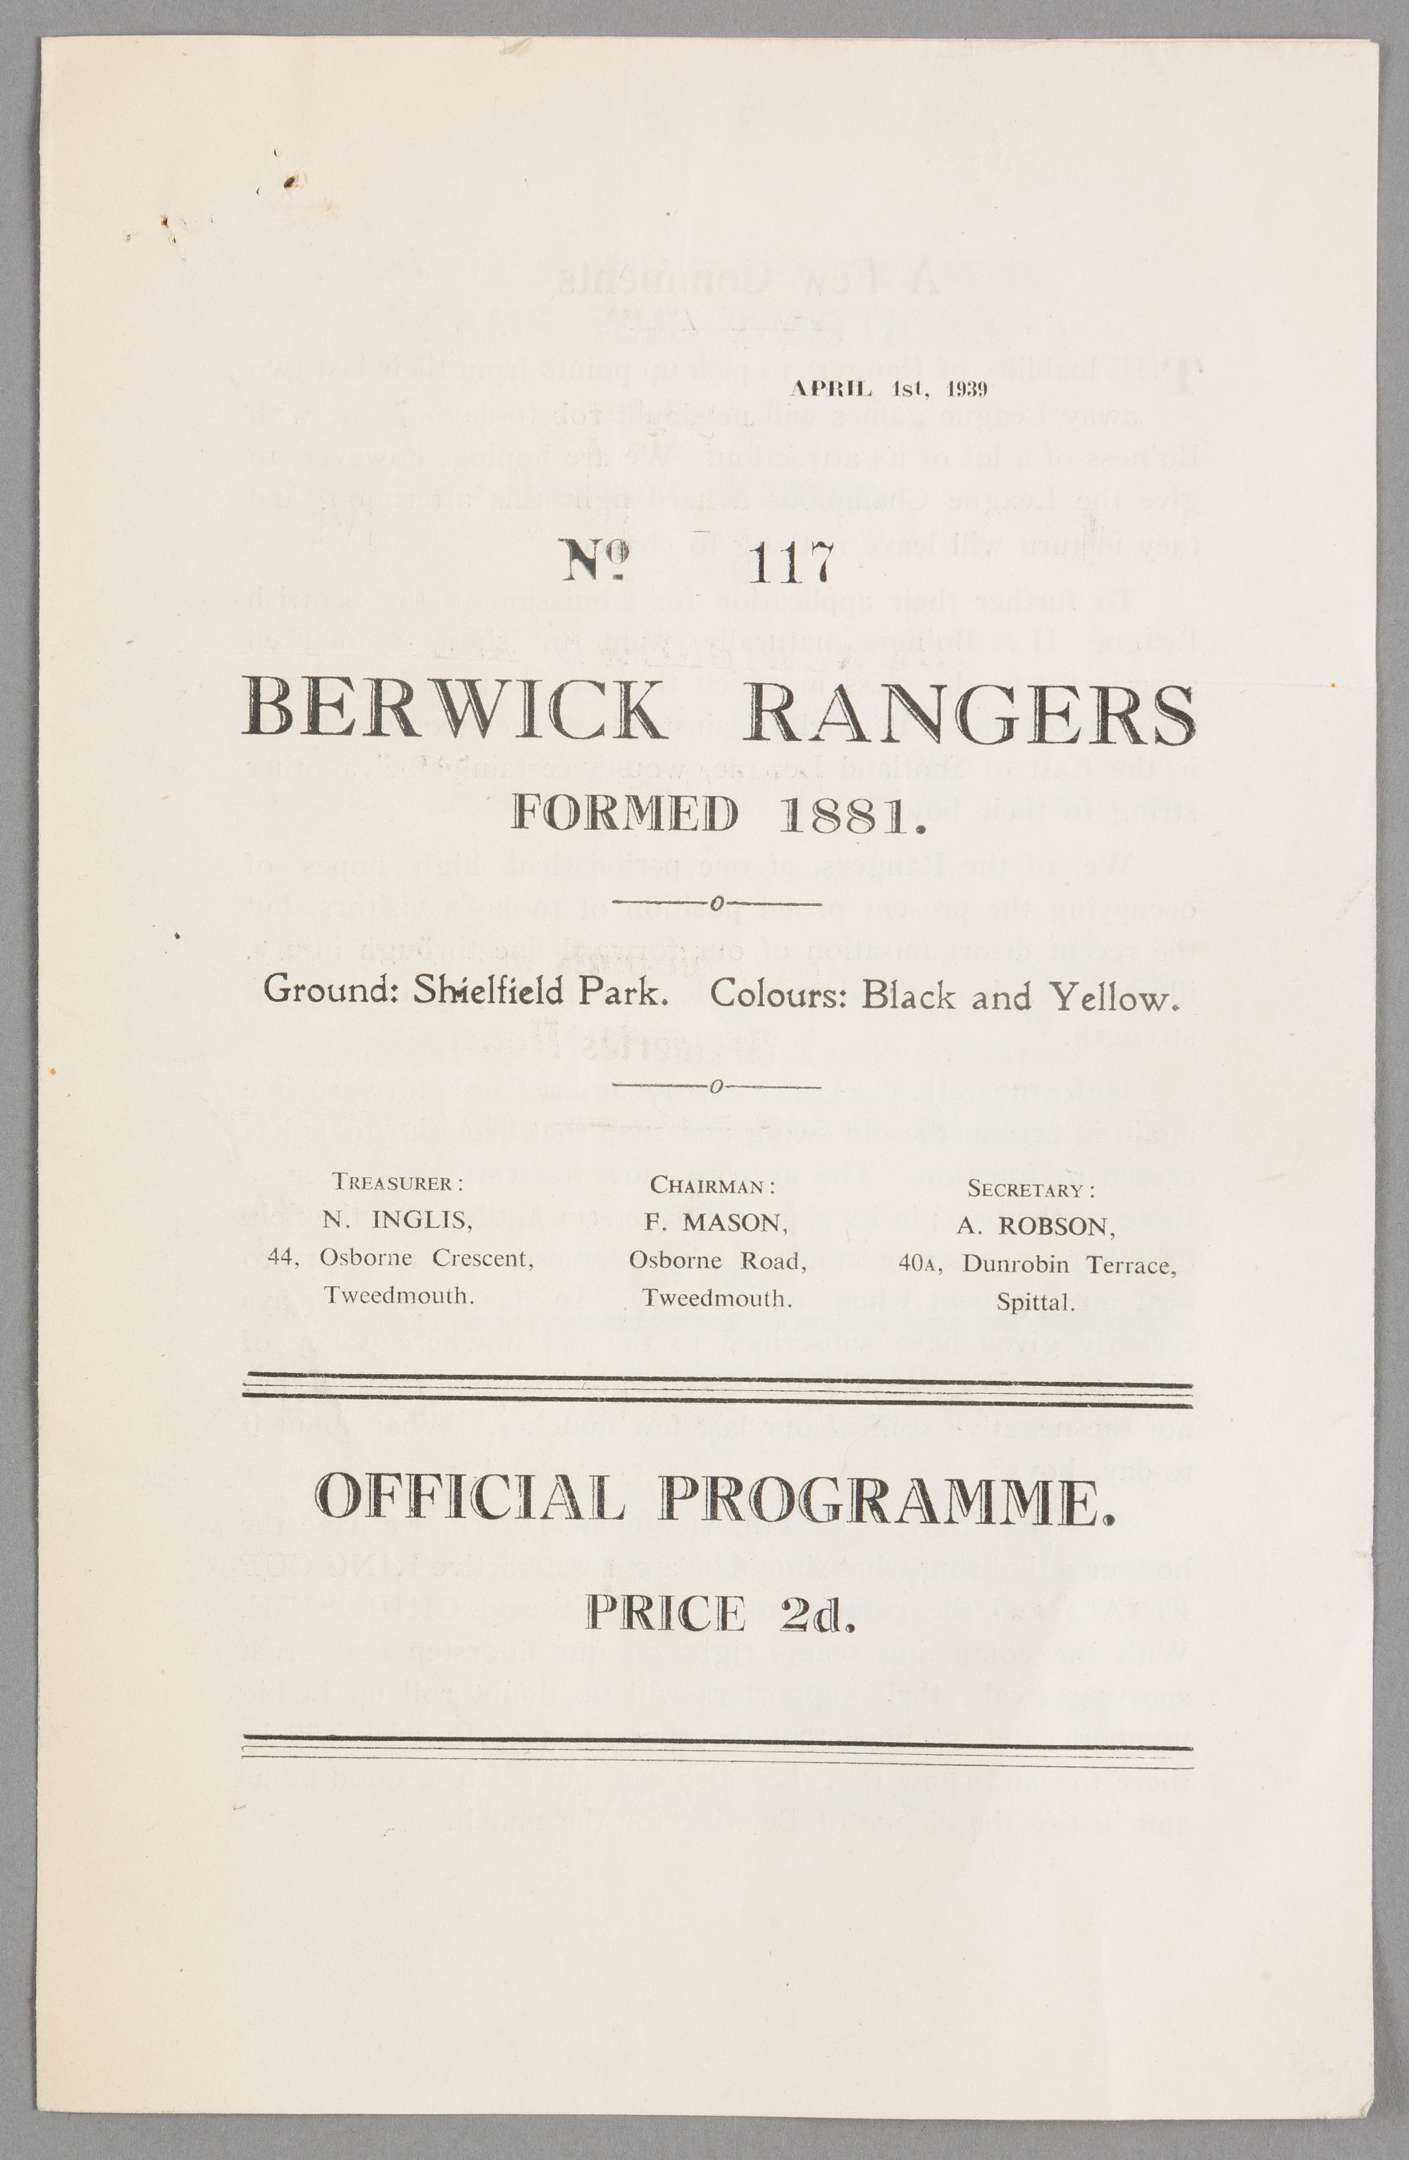 APRIL 1st, 1939
Nº 117
BERWICK RANGERS
FORMED 1881.
o
Ground: Shielfield Park. Colours: Black and Yellow.
o
TREASURER: CHAIRMAN: SECRETARY:
N. INGLIS, F. MASON, A. ROBSON,
44, Osborne Crescent, Osborne Road, 40A, Dunrobin Terrace,
Tweedmouth. Tweedmouth. Spittal.
OFFICIAL PROGRAMME.
PRICE 2d.